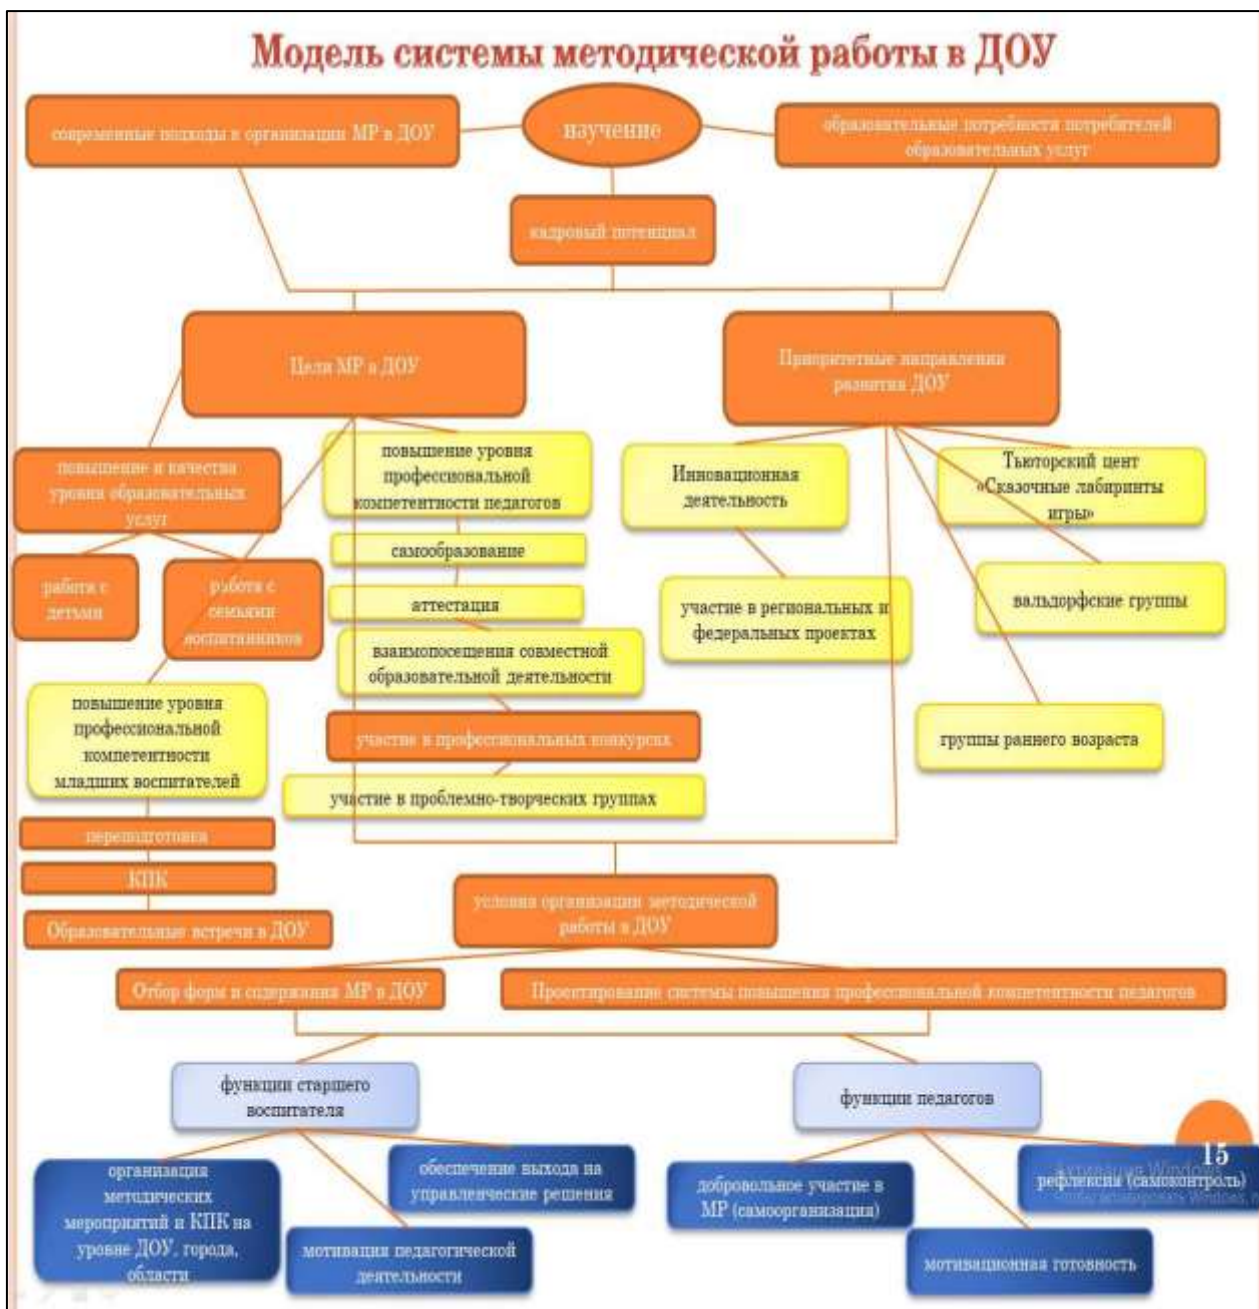 Модель системы методической работы в ДОУ
современные подходы к организации МР в ДОУ
изучение
образовательные потребности потребителей
образовательных услуг
кадровый потенциал
Цели МР в ДОУ
Приоритетные направления
развития ДОУ
повышение и качества
уровня образовательных
услуг
повышение уровня
профессиональной
компетентности педагогов
Инновационная
деятельность
Тьюторский цент
«Сказочные лабиринты
игры»
самообразование
работа с
детьми
работа с
семьями
воспитанников
аттестация
участие в региональных и
федеральных проектах
вальдорфские группы
взаимопосещения совместной
образовательной деятельности
повышение уровня
профессиональной
компетентности
младших воспитателей
участие в профессиональных конкурсах
группы раннего возраста
участие в проблемно-творческих группах
переподготовка
КПК
Образовательные встречи в ДОУ
условия организации методической
работы в ДОУ
Отбор форм и содержания МР в ДОУ
Проектирование системы повышения профессиональной компетентности педагогов
функции старшего
воспитателя
функции педагогов
15
организация
методических
мероприятий и КПК на
уровне ДОУ, города,
области
обеспечение выхода на
управленческие решения
мотивация педагогической
деятельности
добровольное участие в
МР (самоорганизация)
Активация Windows
рефлексия (самоконтроль)
мотивационная готовность